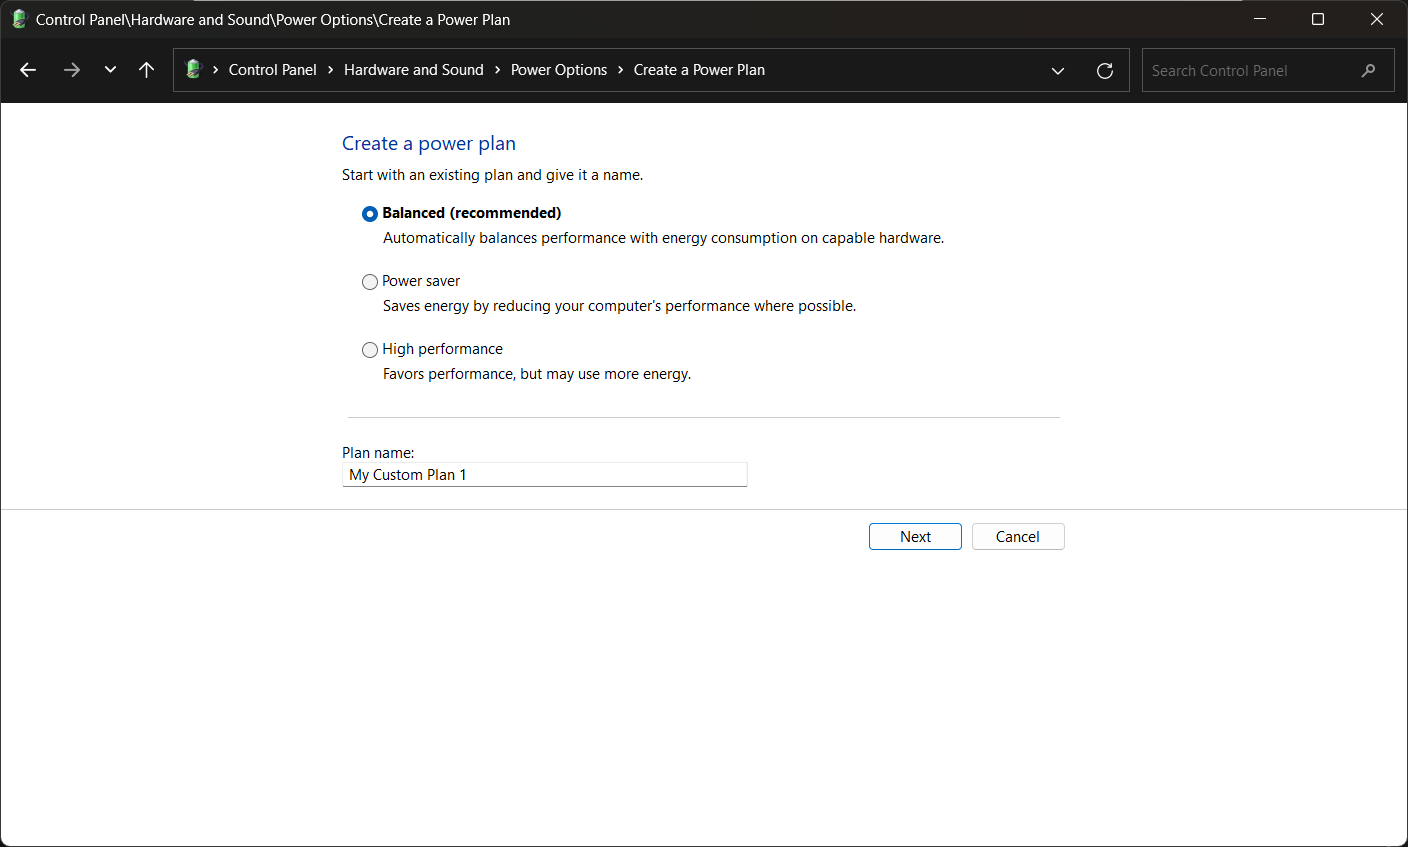 Control Panel\Hardware and Sound\Power Options\Create a Power Plan
Control Panel > Hardware and Sound > Power Options > Create a Power Plan
Search Control Panel
Create a power plan
Start with an existing plan and give it a name.
Balanced (recommended)
Automatically balances performance with energy consumption on capable hardware.
Power saver
Saves energy by reducing your computer's performance where possible.
High performance
Favors performance, but may use more energy.
Plan name:
My Custom Plan 1
Next Cancel